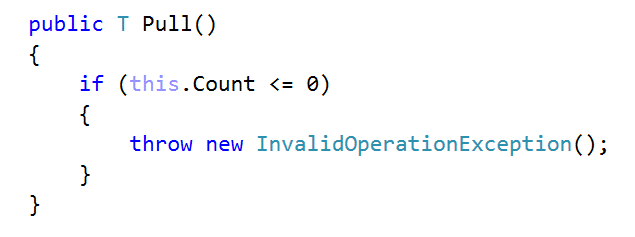 public T Pull()
{
    if (this.Count <= 0)
    {
        throw new InvalidOperationException();
    }
}